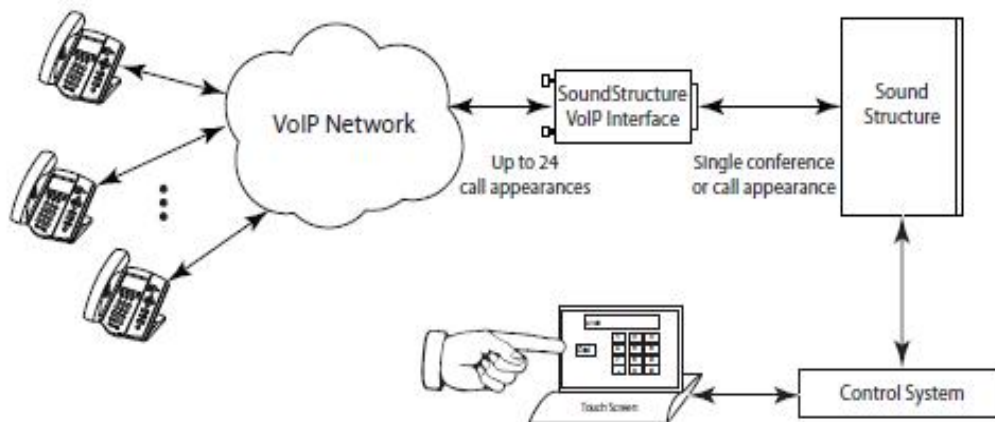 VoIP Network
SoundStructure
VoIP Interface
Sound
Structure
Up to 24
call appearances
Single conference
or call appearance
Touch Screen
Control System